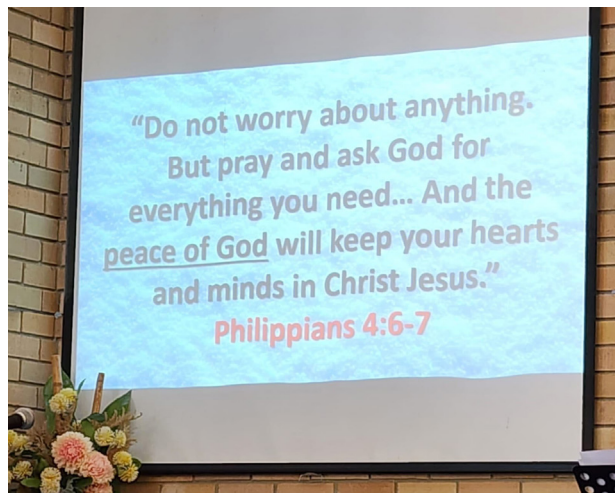 “Do not worry about anything.
But pray and ask God for
everything you need... And the
peace of God will keep your hearts
and minds in Christ Jesus.”
Philippians 4:6-7